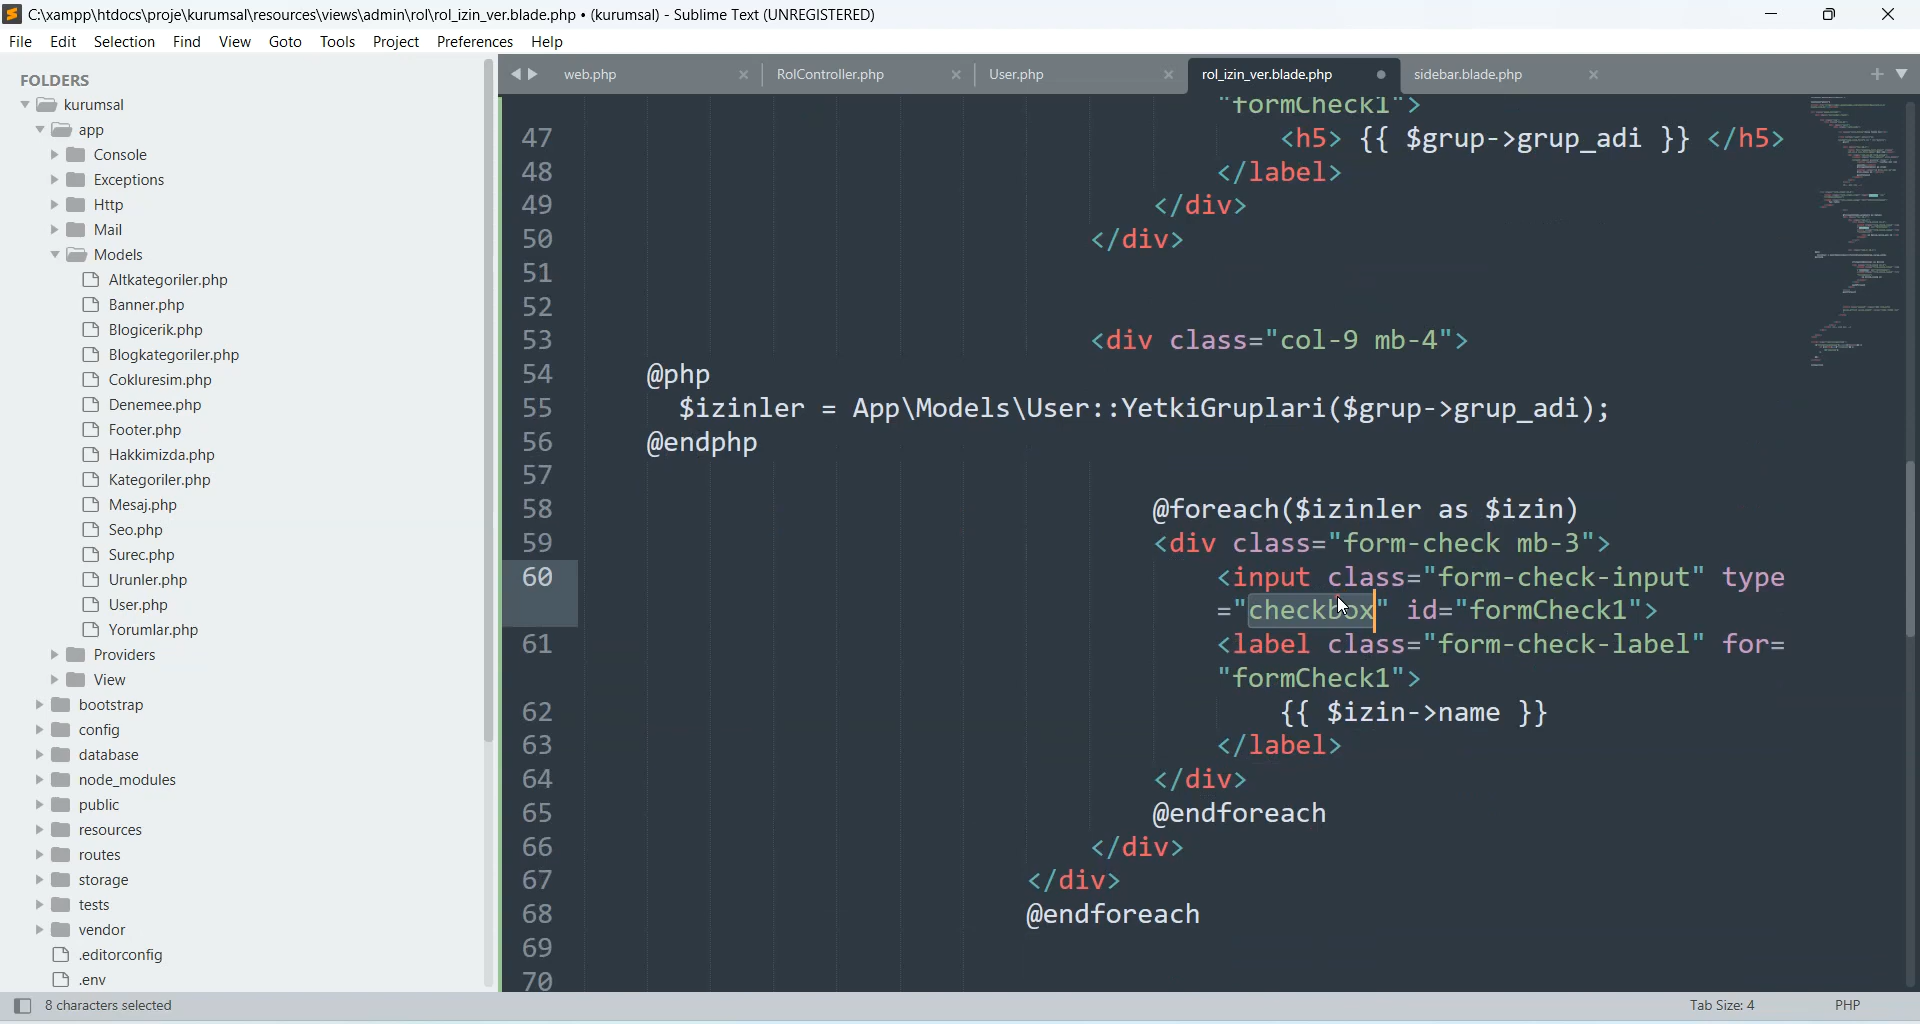 C:\xampp\htdocs\proje\kurumsal\resources\views\admin\rol\rol_izin_ver.blade.php • (kurumsal) - Sublime Text (UNREGISTERED)
File Edit Selection Find View Goto Tools Project Preferences Help
FOLDERS
kurumsal
app
Console
Exceptions
Http
Mail
Models
Altkategoriler.php
Banner.php
Blogicerik.php
Blogkategoriler.php
Cokluresim.php
Denemee.php
Footer.php
Hakkimizda.php
Kategoriler.php
Mesaj.php
Seo.php
Surec.php
Urunler.php
User.php
Yorumlar.php
Providers
View
bootstrap
config
database
node_modules
public
resources
routes
storage
tests
vendor
.editorconfig
.env
web.php RolController.php User.php rol_izin_ver.blade.php sidebar.blade.php
"formCheck1">
47 <h5> {{ $grup->grup_adi }} </h5>
48 </label>
49 </div>
50 </div>
51
52
53 <div class="col-9 mb-4">
54 @php
55 $izinler = App\Models\User::YetkiGruplari($grup->grup_adi);
56 @endphp
57
58 @foreach($izinler as $izin)
59 <div class="form-check mb-3">
60 <input class="form-check-input" type
="checkbox" id="formCheck1">
61 <label class="form-check-label" for=
"formCheck1">
62 {{ $izin->name }}
63 </label>
64 </div>
65 @endforeach
66 </div>
67 </div>
68 @endforeach
69
70
8 characters selected Tab Size: 4 PHP